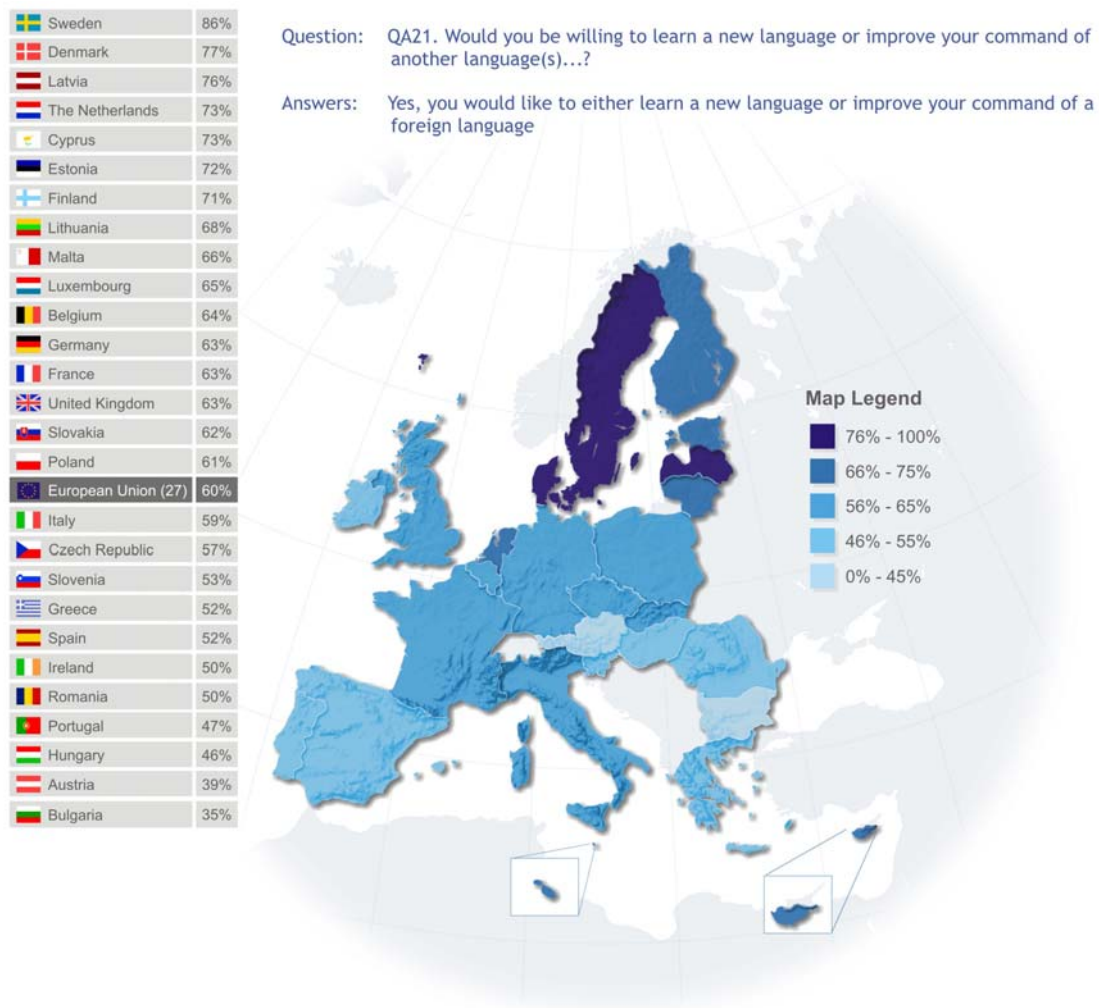 Sweden 86%
Denmark 77%
Latvia 76%
The Netherlands 73%
Cyprus 73%
Estonia 72%
Finland 71%
Lithuania 68%
Malta 66%
Luxembourg 65%
Belgium 64%
Germany 63%
France 63%
United Kingdom 63%
Slovakia 62%
Poland 61%
European Union (27) 60%
Italy 59%
Czech Republic 57%
Slovenia 53%
Greece 52%
Spain 52%
Ireland 50%
Romania 50%
Portugal 47%
Hungary 46%
Austria 39%
Bulgaria 35%
Question: QA21. Would you be willing to learn a new language or improve your command of
another language(s)...?
Answers: Yes, you would like to either learn a new language or improve your command of a
foreign language
Map Legend
76% - 100%
66% - 75%
56% - 65%
46% - 55%
0% - 45%